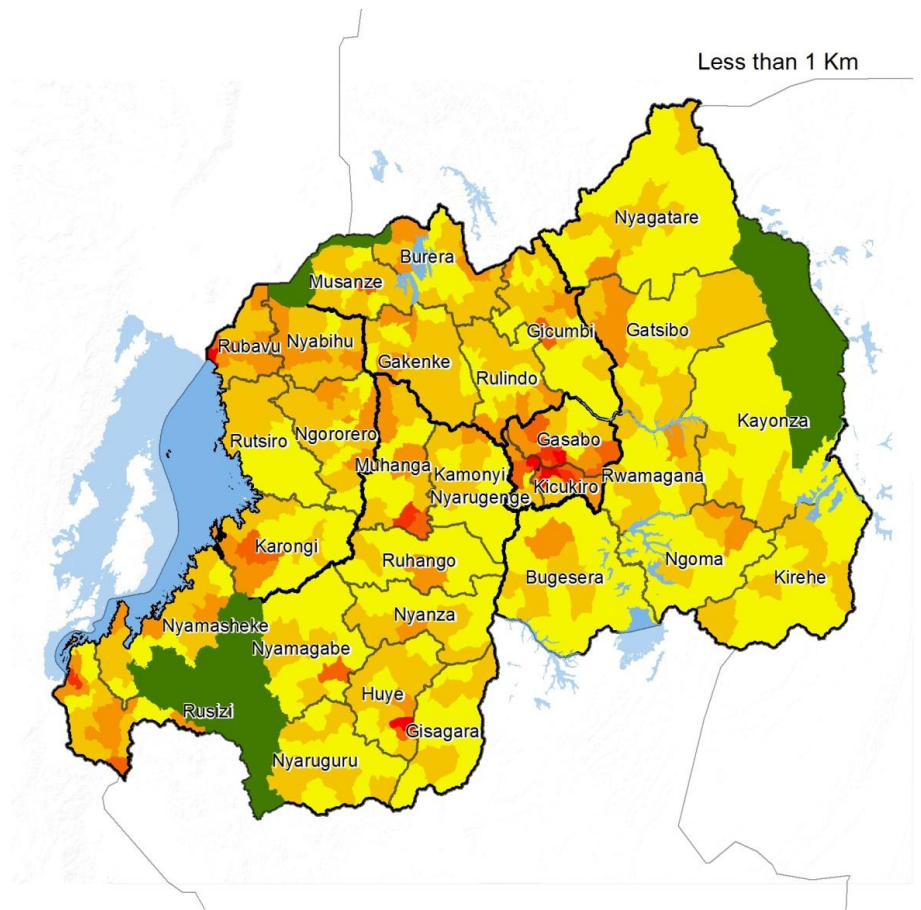 Less than 1 Km
Nyagatare
Burera
Musanze
Gicumbi
Gatsibo
Rubavu
Nyabihu
Gakenke
Rulindo
Kayonza
Rutsiro
Ngororero
Gasabo
Muhanga
Kamonyi
Rwamagana
Kicukiro
Nyarugenge
Karongi
Ruhango
Ngoma
Bugesera
Kirehe
Nyanza
Nyamasheke
Nyamagabe
Huye
Rusizi
Gisagara
Nyaruguru